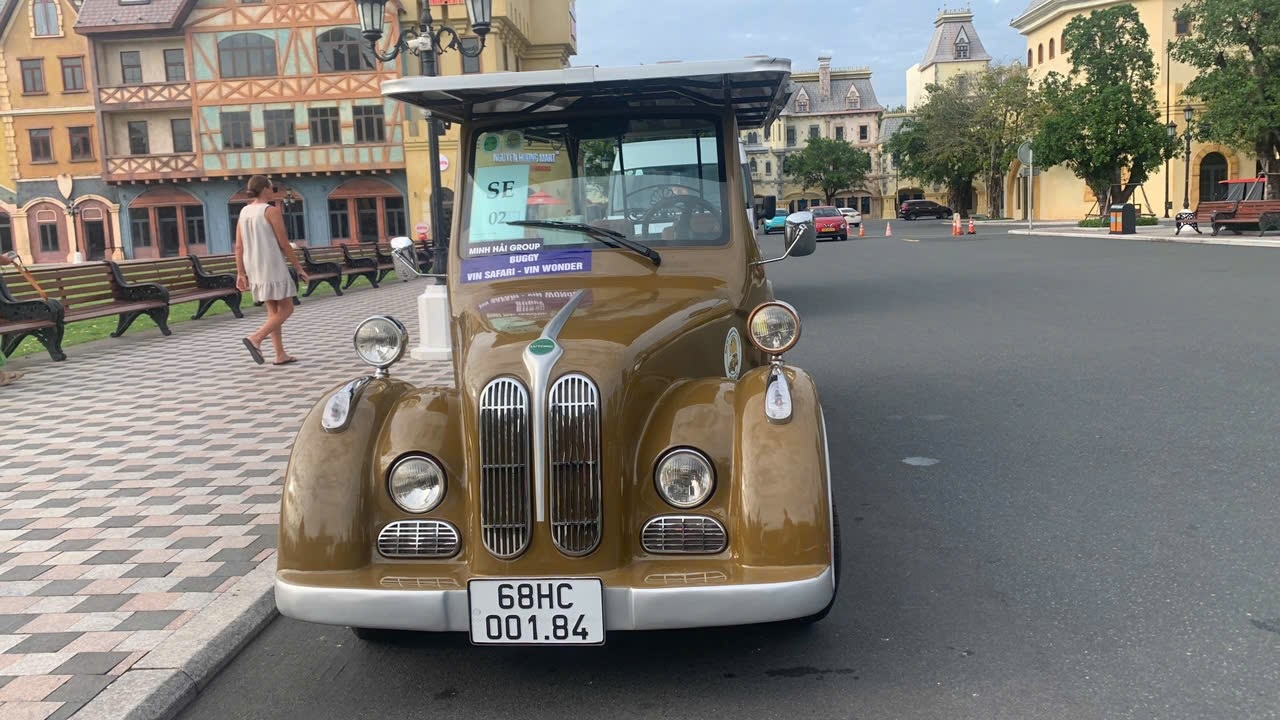 NGUYEN HUONG MART
SE
02
MINH HẢI GROUP
BUGGY
VIN SAFARI - VIN WONDER
68HC
001.84